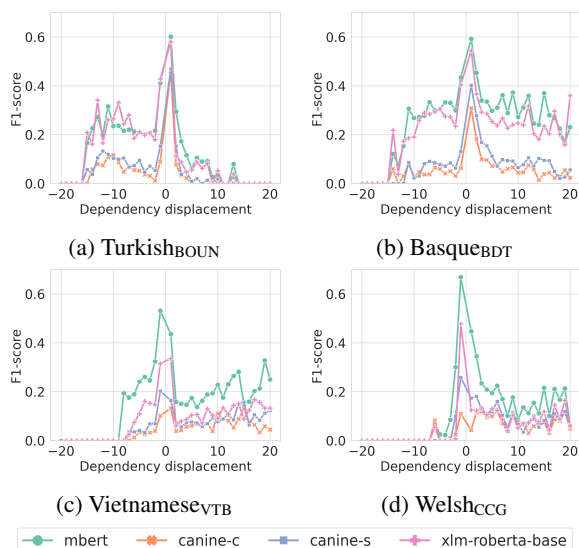 F1-score
0.6
0.4
0.2
0.0
−20 −10 0 10 20
Dependency displacement
(a) Turkish_BOUN
F1-score
0.6
0.4
0.2
0.0
−20 −10 0 10 20
Dependency displacement
(b) Basque_BDT
F1-score
0.6
0.4
0.2
0.0
−20 −10 0 10 20
Dependency displacement
(c) Vietnamese_VTB
F1-score
0.6
0.4
0.2
0.0
−20 −10 0 10 20
Dependency displacement
(d) Welsh_CCG
mbert canine-c canine-s xlm-roberta-base